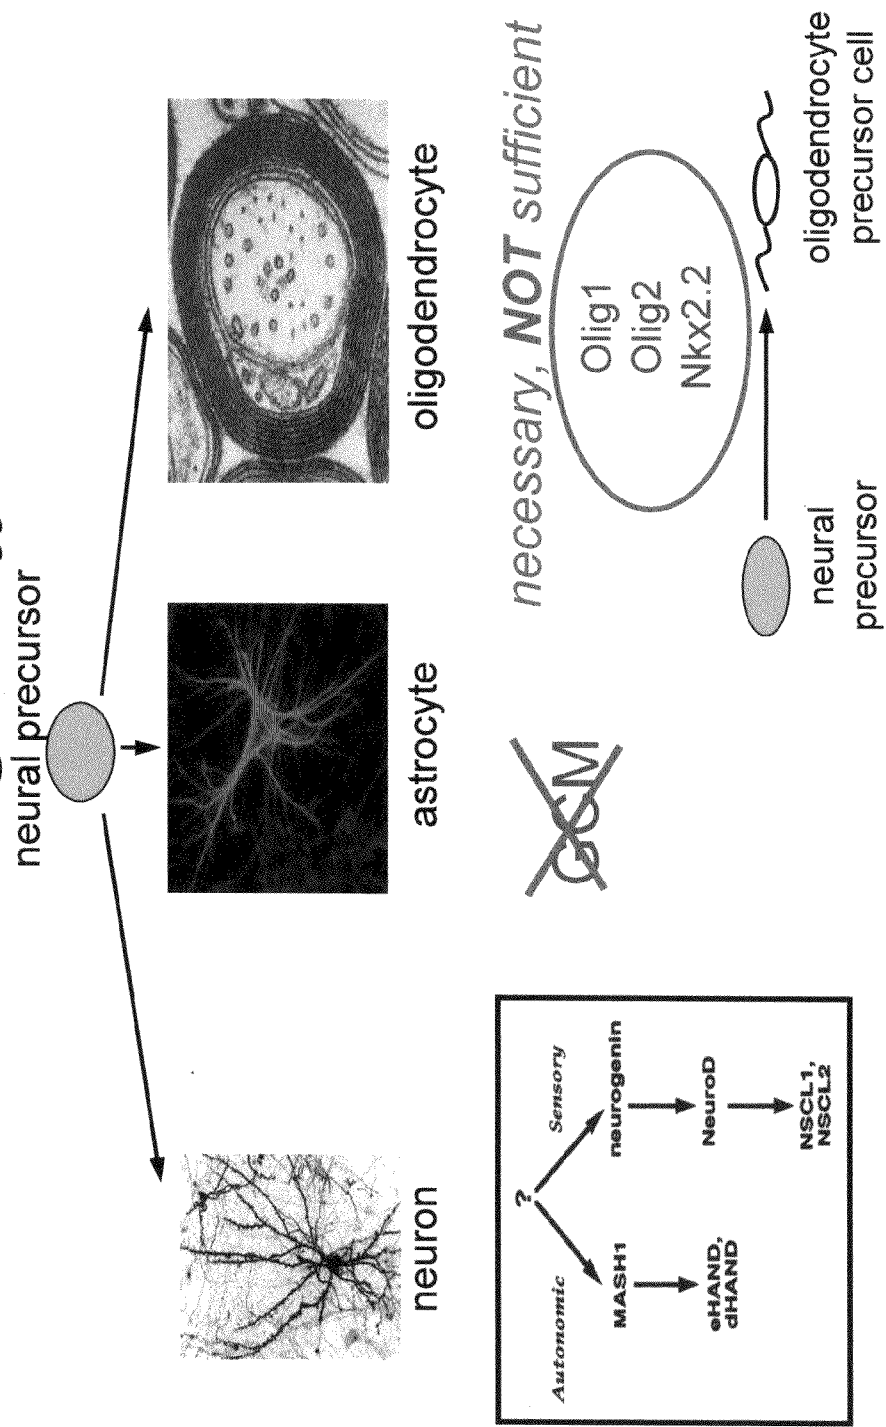 neural precursor
neuron
astrocyte
oligodendrocyte
?
Autonomic
Sensory
MASH1
neurogenin
eHAND,
dHAND
NeuroD
NSCL1,
NSCL2
GCM
necessary, NOT sufficient
Olig1
Olig2
Nkx2.2
neural
precursor
oligodendrocyte
precursor cell